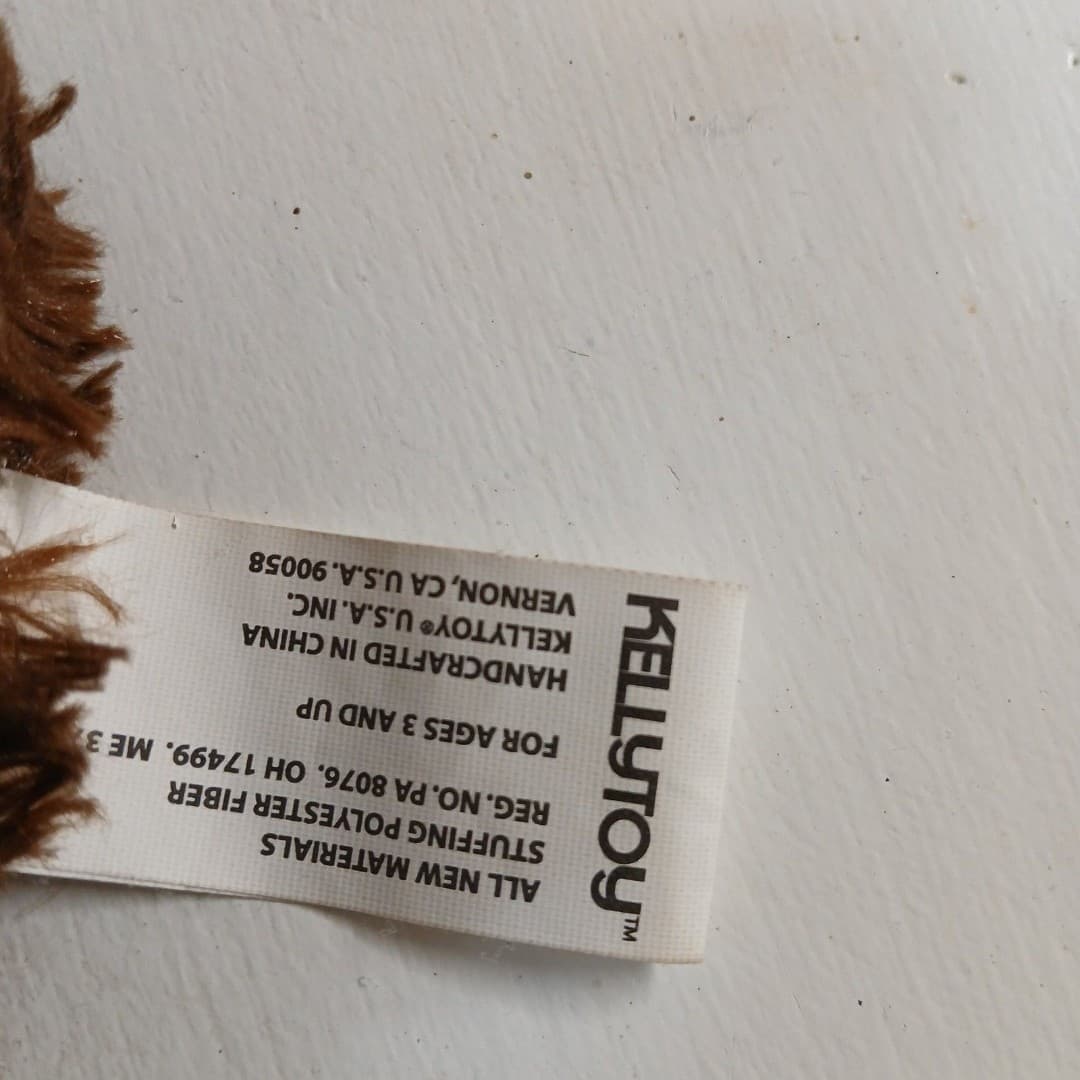 KELLYTOY™
ALL NEW MATERIALS
STUFFING POLYESTER FIBER
REG. NO. PA 8076. OH 17499. ME
FOR AGES 3 AND UP
HANDCRAFTED IN CHINA
KELLYTOY® U.S.A. INC.
VERNON, CA U.S.A. 90058